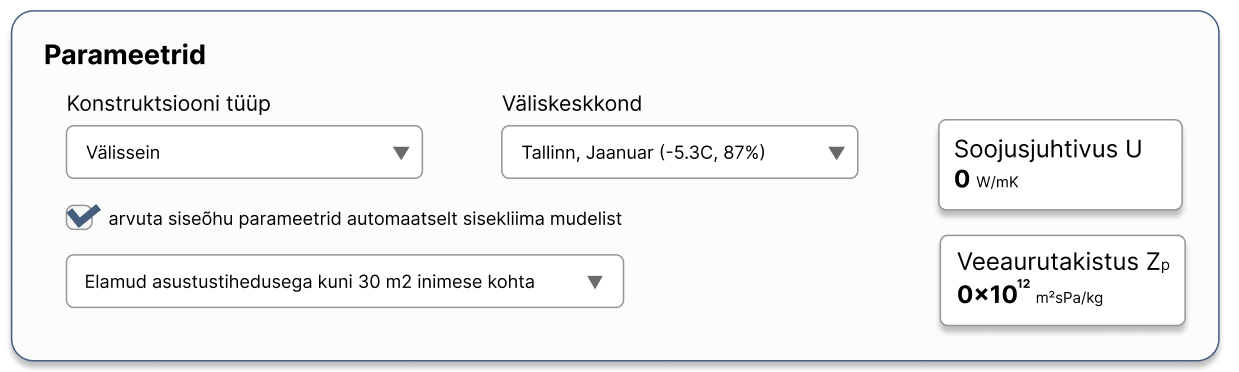 Parameetrid
Konstruktsiooni tüüp
Välissein
Väliskeskkond
Tallinn, Jaanuar (-5.3C, 87%)
arvuta siseõhu parameetrid automaatselt sisekliima mudelist
Elamud asustustihedusega kuni 30 m2 inimese kohta
Soojusjuhtivus U
0 W/mK
Veeaurutakistus Zp
0×10¹² m²sPa/kg